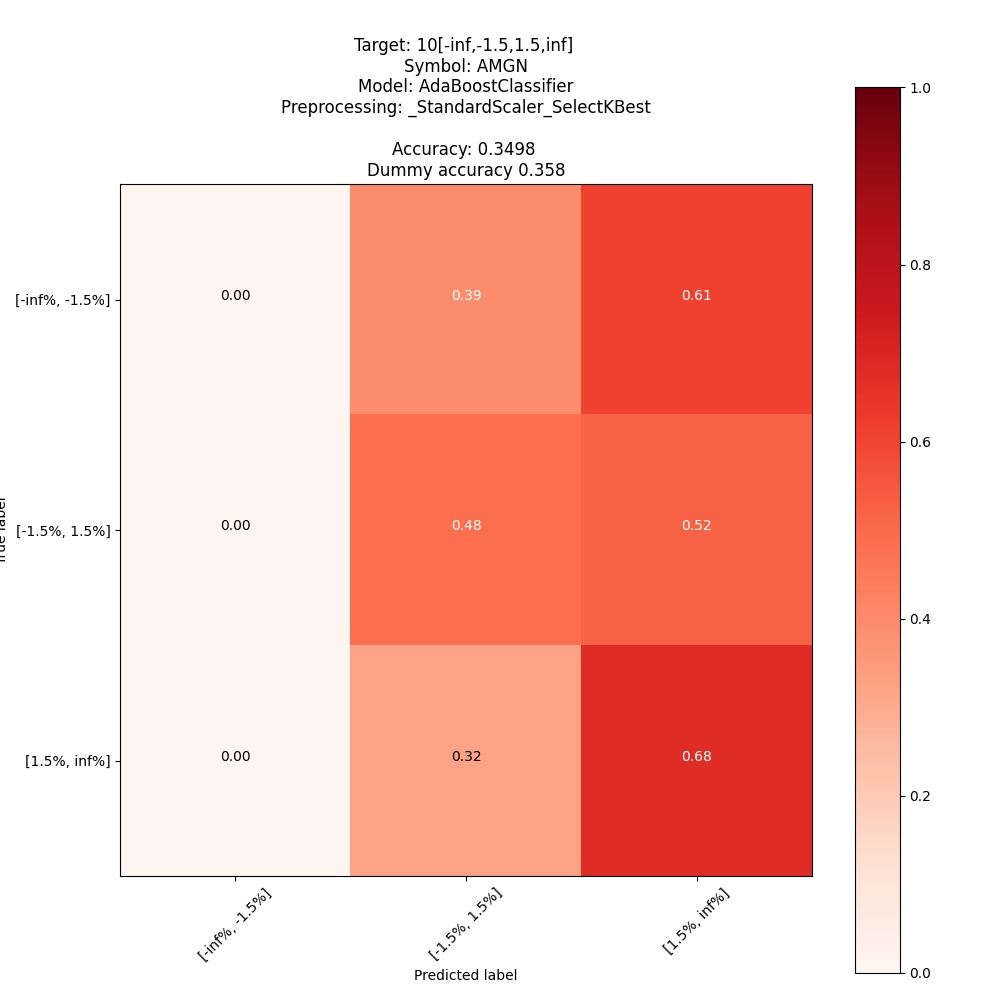 Target: 10[-inf,-1.5,1.5,inf]
Symbol: AMGN
Model: AdaBoostClassifier
Preprocessing: _StandardScaler_SelectKBest
Accuracy: 0.3498
Dummy accuracy 0.358
[-inf%, -1.5%]
0.00
0.39
0.61
[-1.5%, 1.5%]
0.00
0.48
0.52
[1.5%, inf%]
0.00
0.32
0.68
[-inf%, -1.5%]
[-1.5%, 1.5%]
[1.5%, inf%]
Predicted label
1.0
0.8
0.6
0.4
0.2
0.0